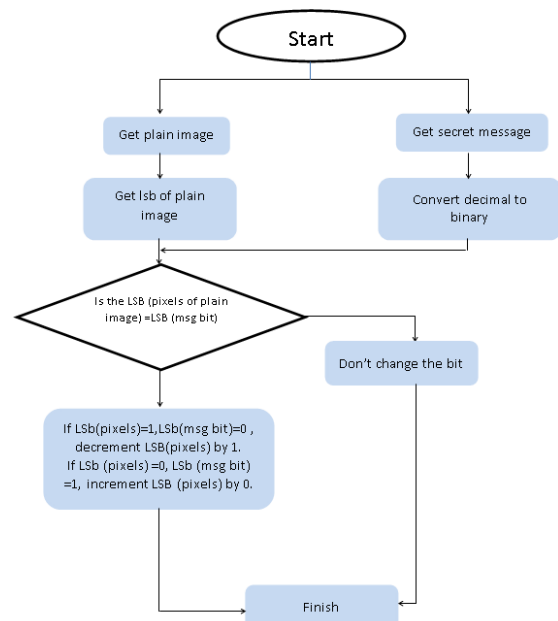 Start
Get plain image
Get secret message
Get lsb of plain
image
Convert decimal to
binary
Is the LSB (pixels of plain
image) =LSB (msg bit)
Don't change the bit
If LSb(pixels)=1,LSb(msg bit)=0 ,
decrement LSB(pixels) by 1.
If LSb (pixels) =0, LSb (msg bit)
=1, increment LSB (pixels) by 0.
Finish